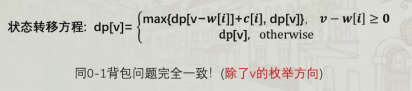 状态转移方程: dp[v]={max{dp[v-w[i]]+c[i], dp[v]}, v - w[i] ≥ 0
dp[v], otherwise
同0-1背包问题完全一致！(除了v的枚举方向)